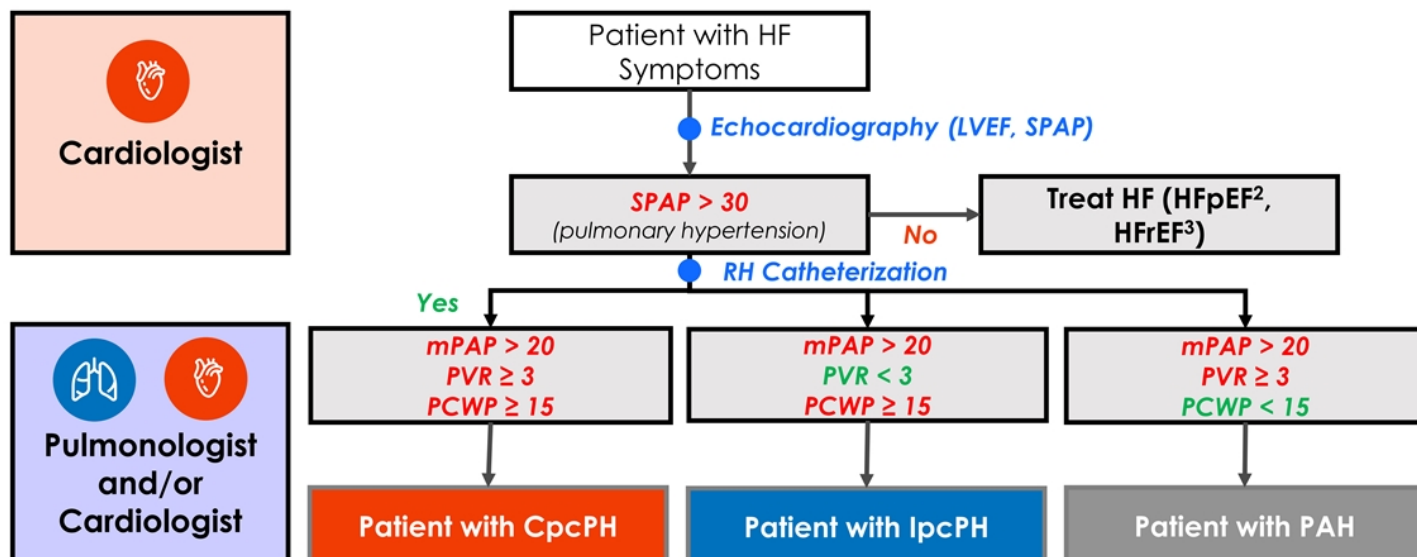 Cardiologist
Patient with HF
Symptoms
Echocardiography (LVEF, SPAP)
SPAP > 30
(pulmonary hypertension)
No
Treat HF (HFpEF²,
HFrEF³)
RH Catheterization
Yes
Pulmonologist
and/or
Cardiologist
mPAP > 20
PVR ≥ 3
PCWP ≥ 15
mPAP > 20
PVR < 3
PCWP ≥ 15
mPAP > 20
PVR ≥ 3
PCWP < 15
Patient with CpcPH
Patient with IpcPH
Patient with PAH